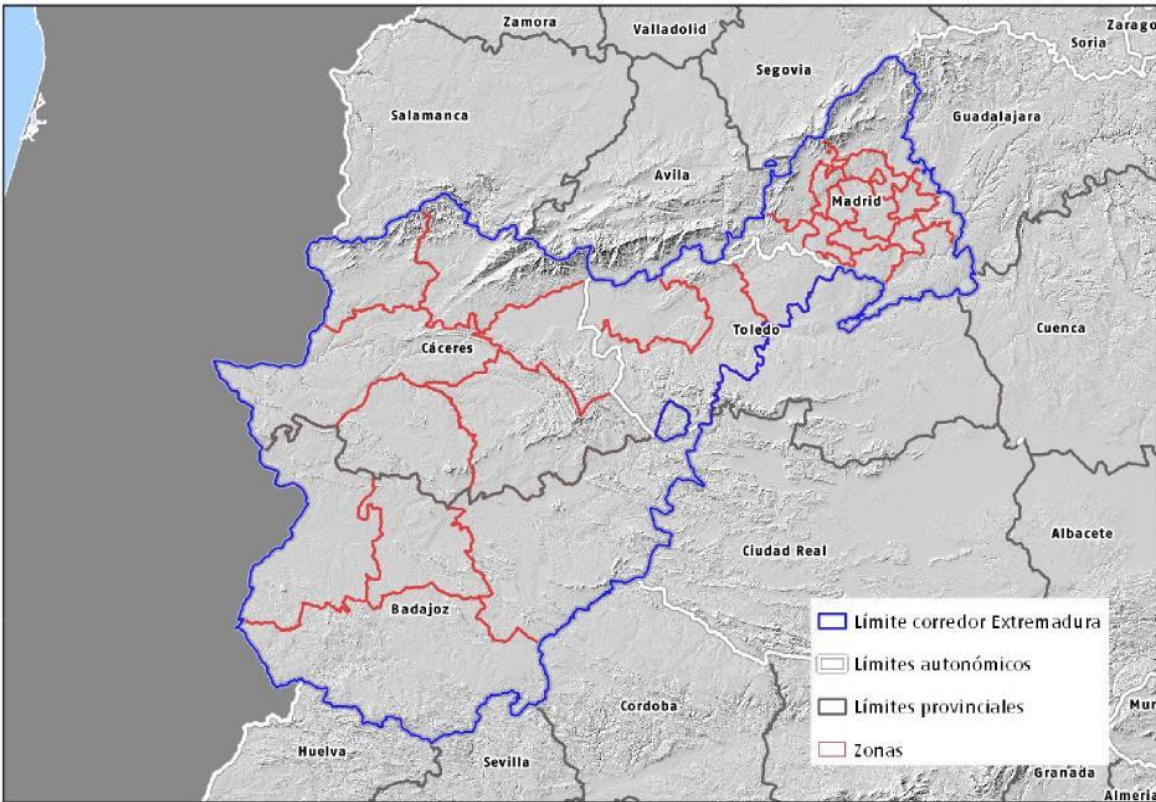 Zamora
Valladolid
Zarago
Soria
Segovia
Salamanca
Guadalajara
Avila
Madrid
Cuenca
Toledo
Cáceres
Albacete
Ciudad Real
Badajoz
Límite corredor Extremadura
Límites autonómicos
Límites provinciales
Zonas
Cordoba
Mur
Huelva
Sevilla
Granada
Almeria